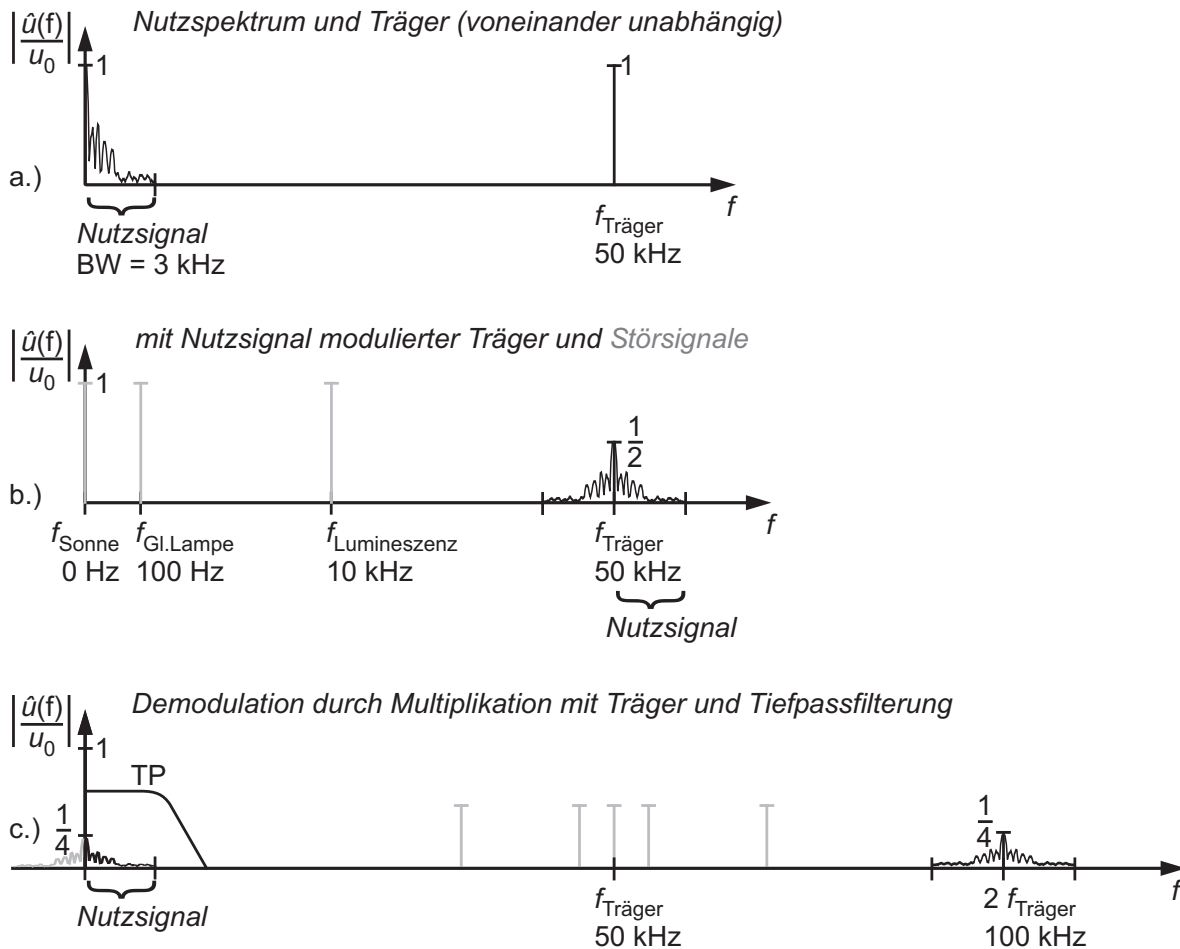 Nutzspektrum und Träger (voneinander unabhängig)
|û(f)/u₀|
1
1
a.)
f
Nutzsignal
BW = 3 kHz
fTräger
50 kHz
mit Nutzsignal modulierter Träger und Störsignale
|û(f)/u₀|
1
1/2
b.)
f
fSonne
0 Hz
fGl.Lampe
100 Hz
fLumineszenz
10 kHz
fTräger
50 kHz
Nutzsignal
Demodulation durch Multiplikation mit Träger und Tiefpassfilterung
|û(f)/u₀|
1
TP
c.)
1/4
1/4
f
Nutzsignal
fTräger
50 kHz
2 fTräger
100 kHz